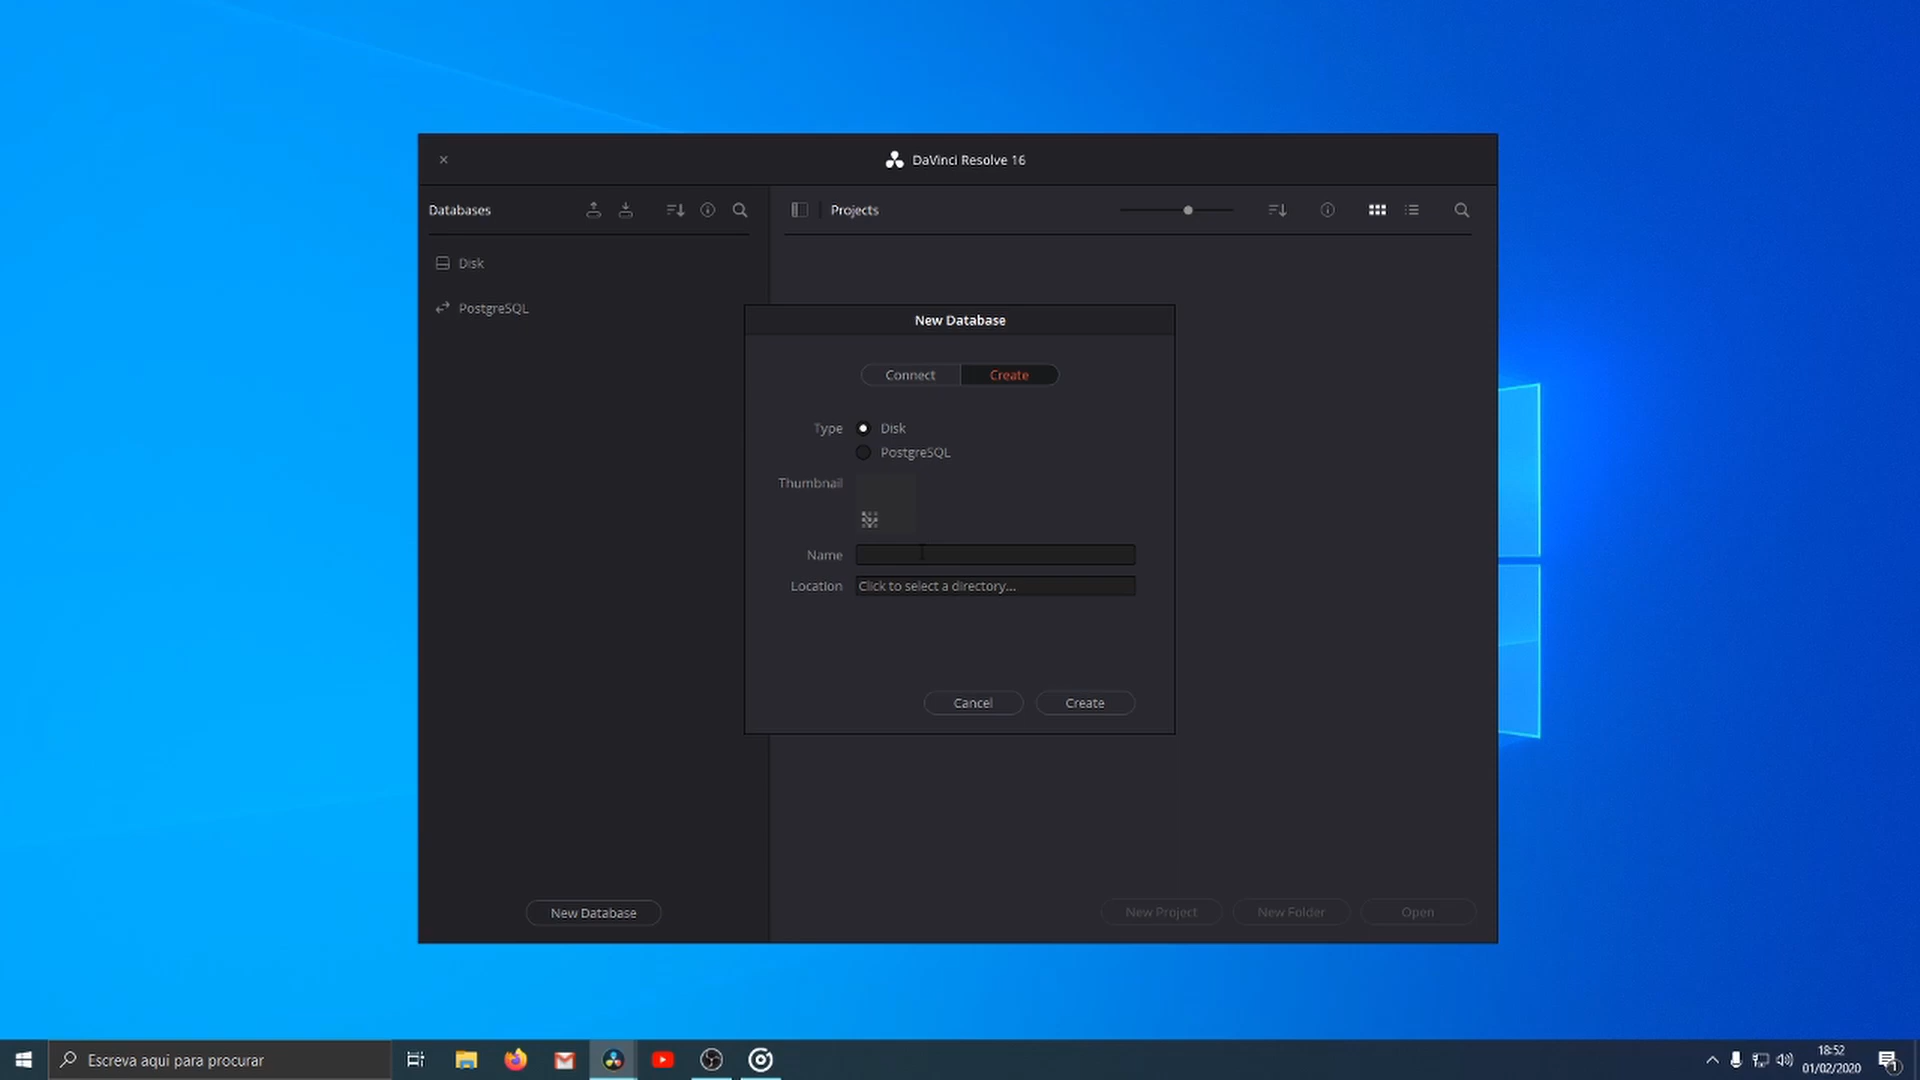 DaVinci Resolve 16
Databases
Projects
Disk
PostgreSQL
New Database
Connect
Create
Type
Disk
PostgreSQL
Thumbnail
Name
Location
Click to select a directory...
Cancel
Create
New Database
New Project
New Folder
Open
Escreva aqui para procurar
18:52
01/02/2020
1